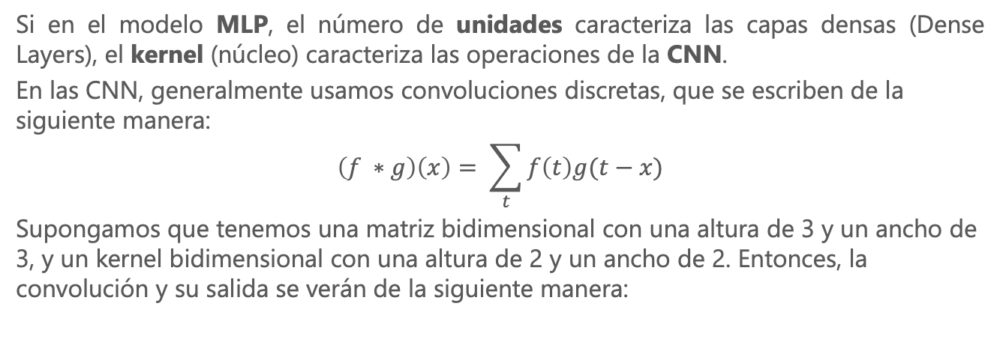 Si en el modelo MLP, el número de unidades caracteriza las capas densas (Dense
Layers), el kernel (núcleo) caracteriza las operaciones de la CNN.
En las CNN, generalmente usamos convoluciones discretas, que se escriben de la
siguiente manera:
(f * g)(x) = ∑ f(t)g(t − x)
t
Supongamos que tenemos una matriz bidimensional con una altura de 3 y un ancho de
3, y un kernel bidimensional con una altura de 2 y un ancho de 2. Entonces, la
convolución y su salida se verán de la siguiente manera: